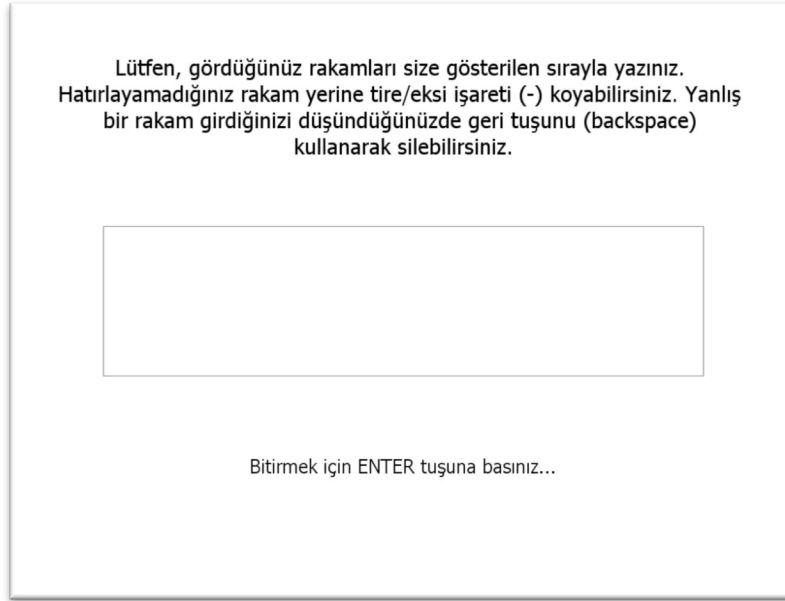 Lütfen, gördüğünüz rakamları size gösterilen sırayla yazınız.
Hatırlayamadığınız rakam yerine tire/eksi işareti (-) koyabilirsiniz. Yanlış
bir rakam girdiğinizi düşündüğünüzde geri tuşunu (backspace)
kullanarak silebilirsiniz.
Bitirmek için ENTER tuşuna basınız...